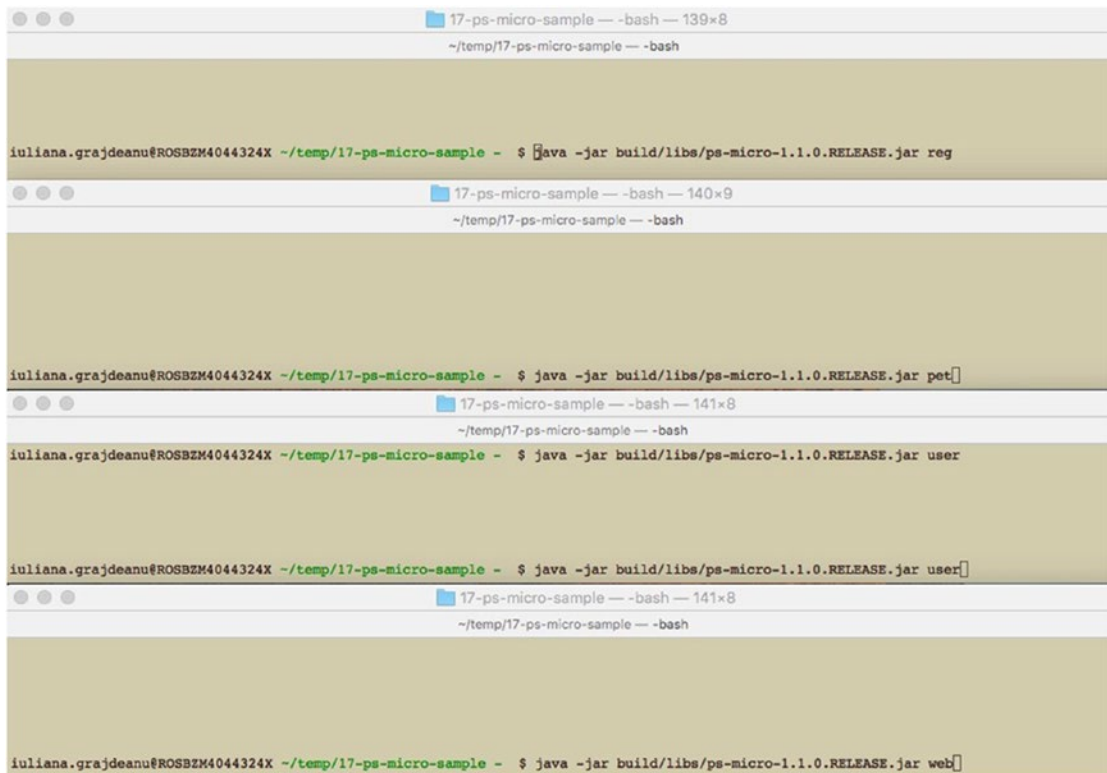 17-ps-micro-sample — -bash — 139×8
~/temp/17-ps-micro-sample — -bash
iuliana.grajdeanu@ROSBZM4044324X ~/temp/17-ps-micro-sample - $ java -jar build/libs/ps-micro-1.1.0.RELEASE.jar reg
17-ps-micro-sample — -bash — 140×9
~/temp/17-ps-micro-sample — -bash
iuliana.grajdeanu@ROSBZM4044324X ~/temp/17-ps-micro-sample - $ java -jar build/libs/ps-micro-1.1.0.RELEASE.jar pet
17-ps-micro-sample — -bash — 141×8
~/temp/17-ps-micro-sample — -bash
iuliana.grajdeanu@ROSBZM4044324X ~/temp/17-ps-micro-sample - $ java -jar build/libs/ps-micro-1.1.0.RELEASE.jar user
iuliana.grajdeanu@ROSBZM4044324X ~/temp/17-ps-micro-sample - $ java -jar build/libs/ps-micro-1.1.0.RELEASE.jar user
17-ps-micro-sample — -bash — 141×8
~/temp/17-ps-micro-sample — -bash
iuliana.grajdeanu@ROSBZM4044324X ~/temp/17-ps-micro-sample - $ java -jar build/libs/ps-micro-1.1.0.RELEASE.jar web